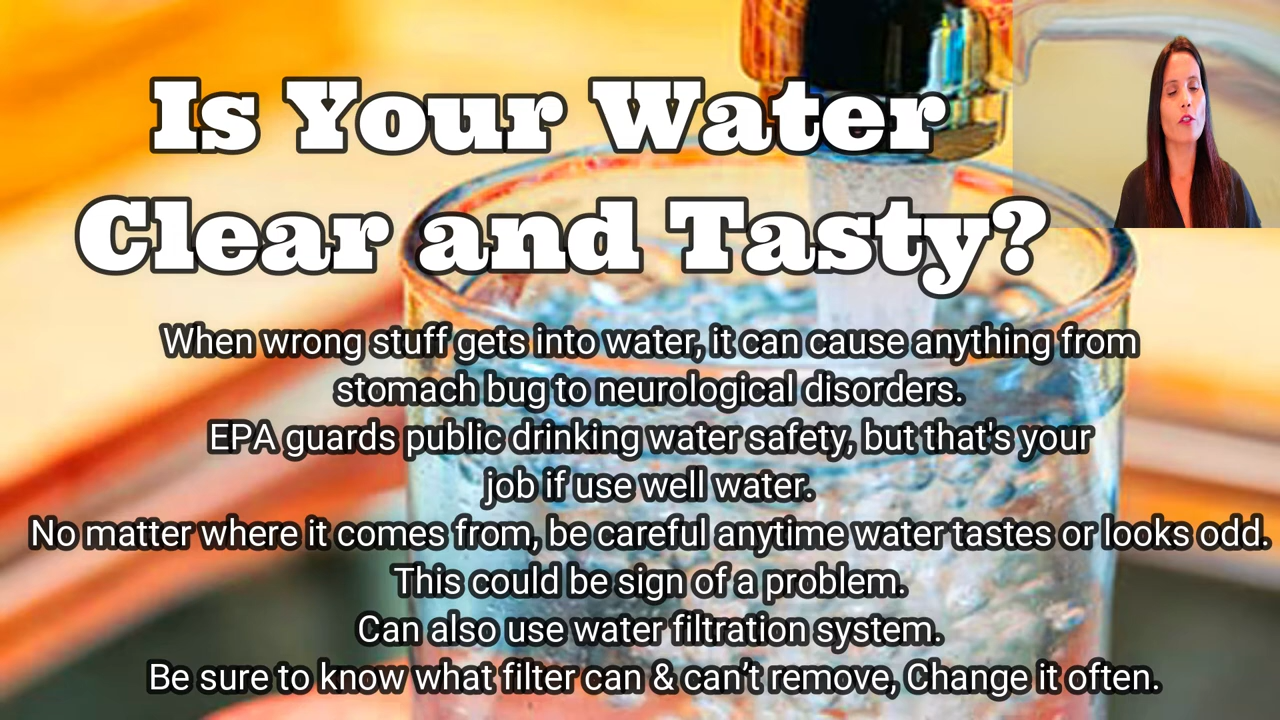 Is Your Water
Clear and Tasty?
When wrong stuff gets into water, it can cause anything from
stomach bug to neurological disorders.
EPA guards public drinking water safety, but that's your
job if use well water.
No matter where it comes from, be careful anytime water tastes or looks odd.
This could be sign of a problem.
Can also use water filtration system.
Be sure to know what filter can & can’t remove, Change it often.